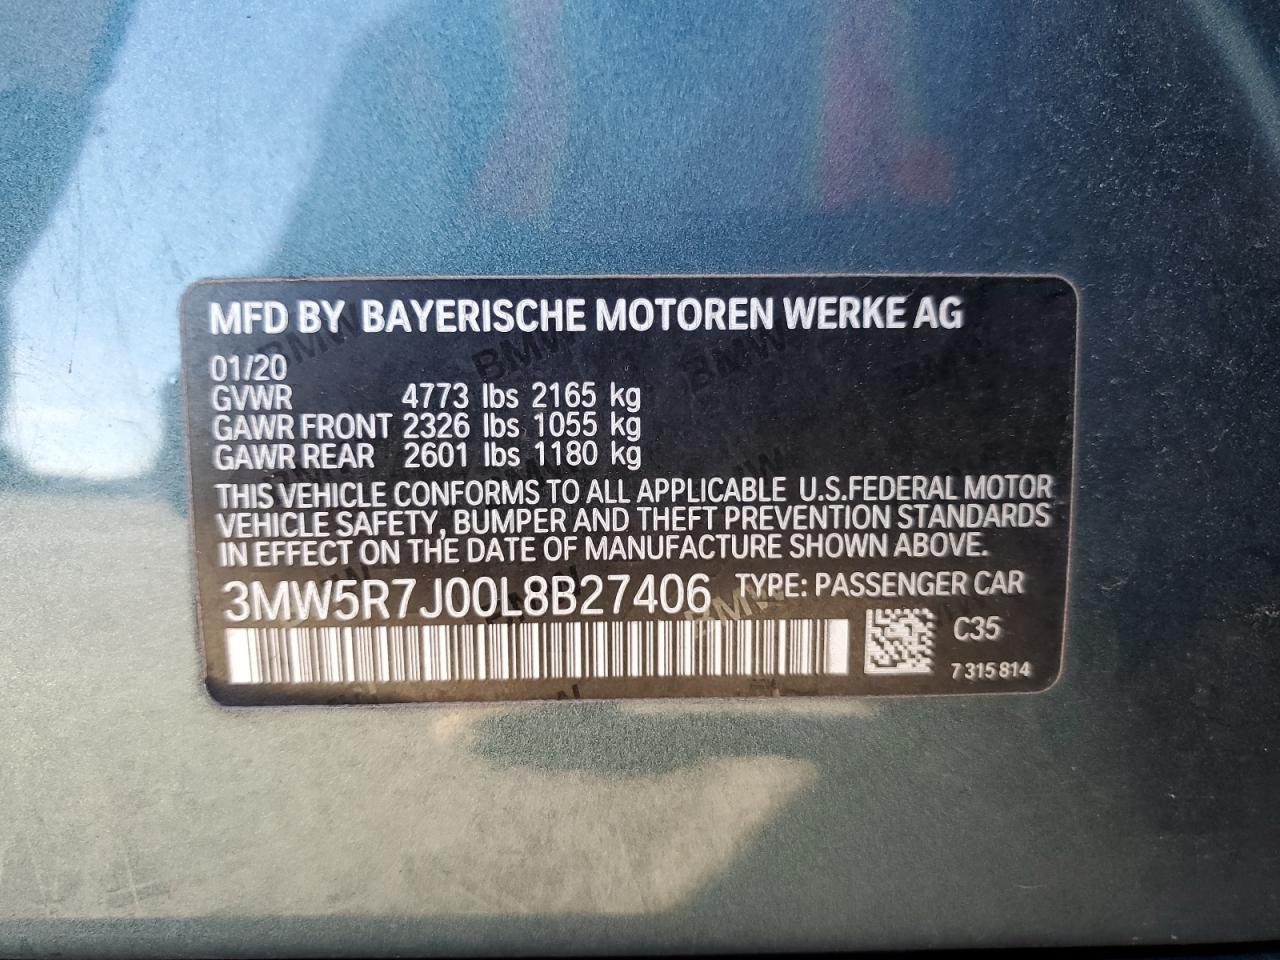 MFD BY BAYERISCHE MOTOREN WERKE AG
01/20
GVWR 4773 lbs 2165 kg
GAWR FRONT 2326 lbs 1055 kg
GAWR REAR 2601 lbs 1180 kg
THIS VEHICLE CONFORMS TO ALL APPLICABLE U.S.FEDERAL MOTOR
VEHICLE SAFETY, BUMPER AND THEFT PREVENTION STANDARDS
IN EFFECT ON THE DATE OF MANUFACTURE SHOWN ABOVE.
3MW5R7J00L8B27406 TYPE: PASSENGER CAR
C35
7 315 814